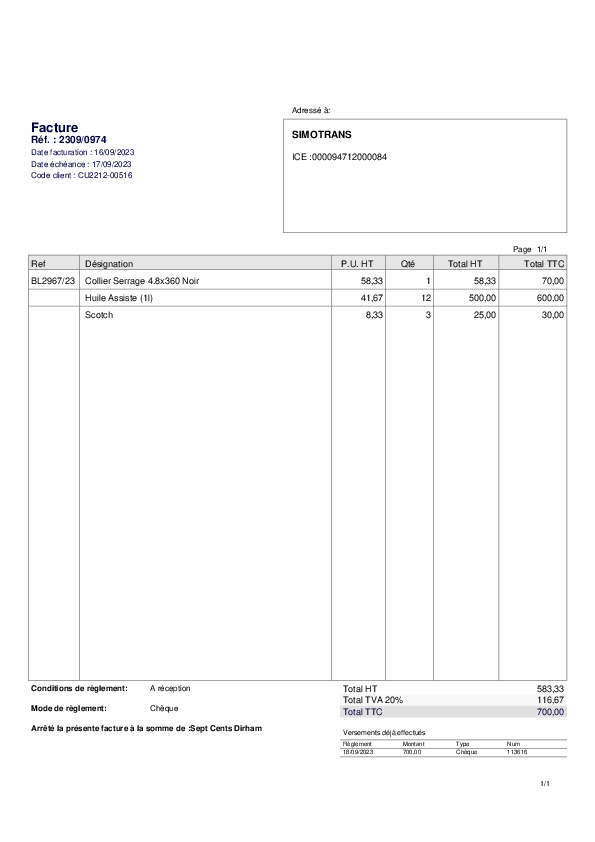 Adressé à:
Facture
Réf. : 2309/0974
Date facturation : 16/09/2023
Date échéance : 17/09/2023
Code client : CU2212-00516
SIMOTRANS
ICE :000094712000084
Page 1/1
Ref Désignation P.U. HT Qté Total HT Total TTC
BL2967/23 Collier Serrage 4.8x360 Noir 58,33 1 58,33 70,00
Huile Assiste (1l) 41,67 12 500,00 600,00
Scotch 8,33 3 25,00 30,00
Conditions de règlement: A réception
Mode de règlement: Chèque
Arrêté la présente facture à la somme de :Sept Cents Dirham
Total HT 583,33
Total TVA 20% 116,67
Total TTC 700,00
Versements déjà effectués
Règlement Montant Type Num
18/09/2023 700,00 Chèque 113616
1/1